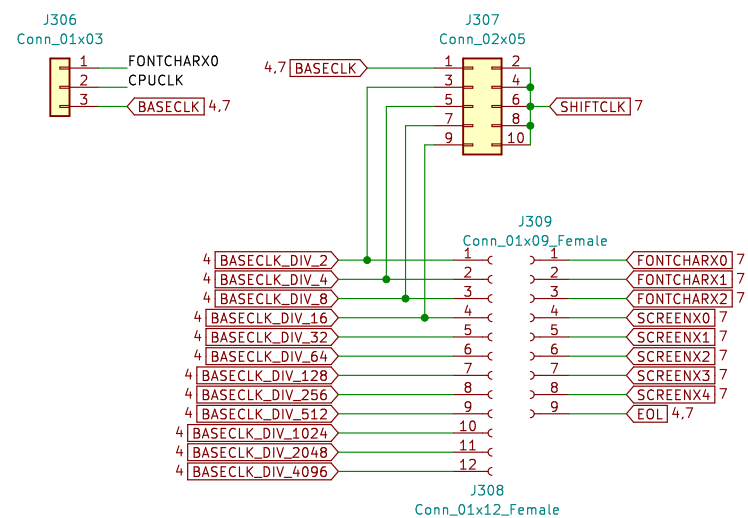 J306
Conn_01x03
1 FONTCHARX0
2 CPUCLK
3 BASECLK 4,7
J307
Conn_02x05
4,7 BASECLK 1 2
3 4
5 6 SHIFTCLK 7
7 8
9 10
J309
Conn_01x09_Female
4 BASECLK_DIV_2 1 1 FONTCHARX0 7
4 BASECLK_DIV_4 2 2 FONTCHARX1 7
4 BASECLK_DIV_8 3 3 FONTCHARX2 7
4 BASECLK_DIV_16 4 4 SCREENX0 7
4 BASECLK_DIV_32 5 5 SCREENX1 7
4 BASECLK_DIV_64 6 6 SCREENX2 7
4 BASECLK_DIV_128 7 7 SCREENX3 7
4 BASECLK_DIV_256 8 8 SCREENX4 7
4 BASECLK_DIV_512 9 9 EOL 4,7
4 BASECLK_DIV_1024 10
4 BASECLK_DIV_2048 11
4 BASECLK_DIV_4096 12
J308
Conn_01x12_Female